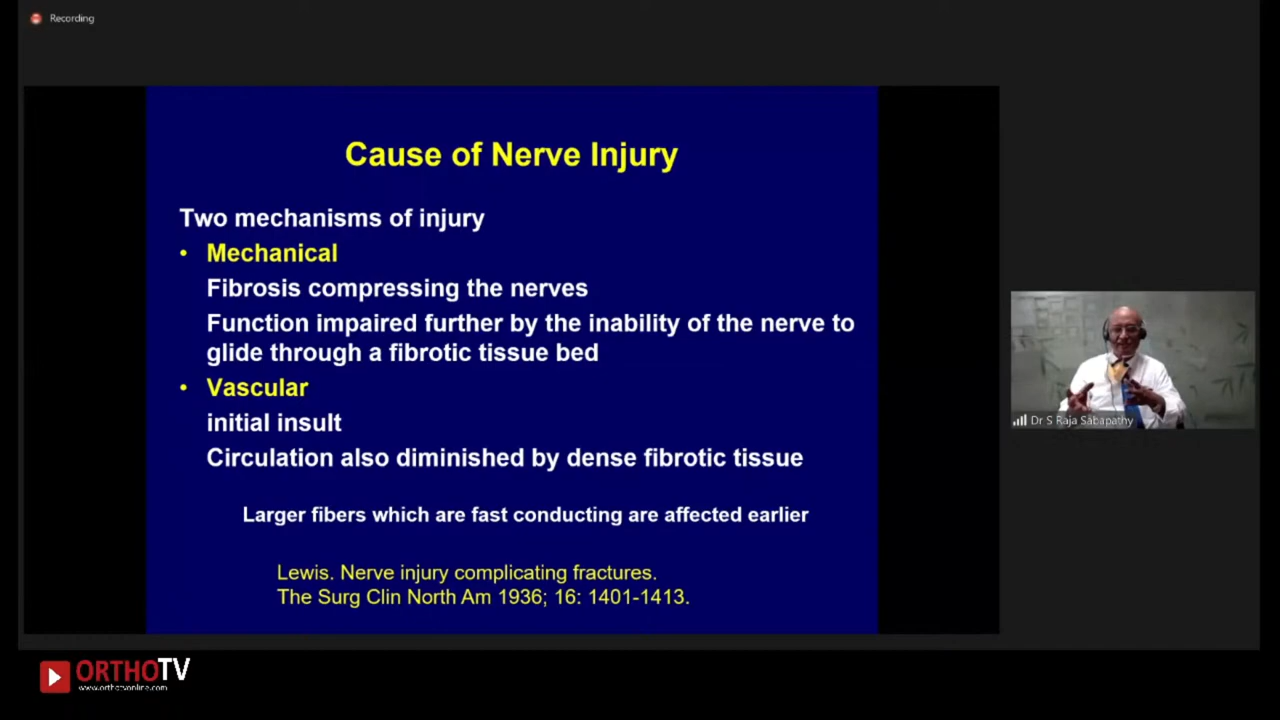 Recording
Cause of Nerve Injury
Two mechanisms of injury
• Mechanical
Fibrosis compressing the nerves
Function impaired further by the inability of the nerve to
glide through a fibrotic tissue bed
• Vascular
initial insult
Circulation also diminished by dense fibrotic tissue
Larger fibers which are fast conducting are affected earlier
Lewis. Nerve injury complicating fractures.
The Surg Clin North Am 1936; 16: 1401-1413.
Dr S Raja Sabapathy
ORTHOTV
www.orthotvonline.com